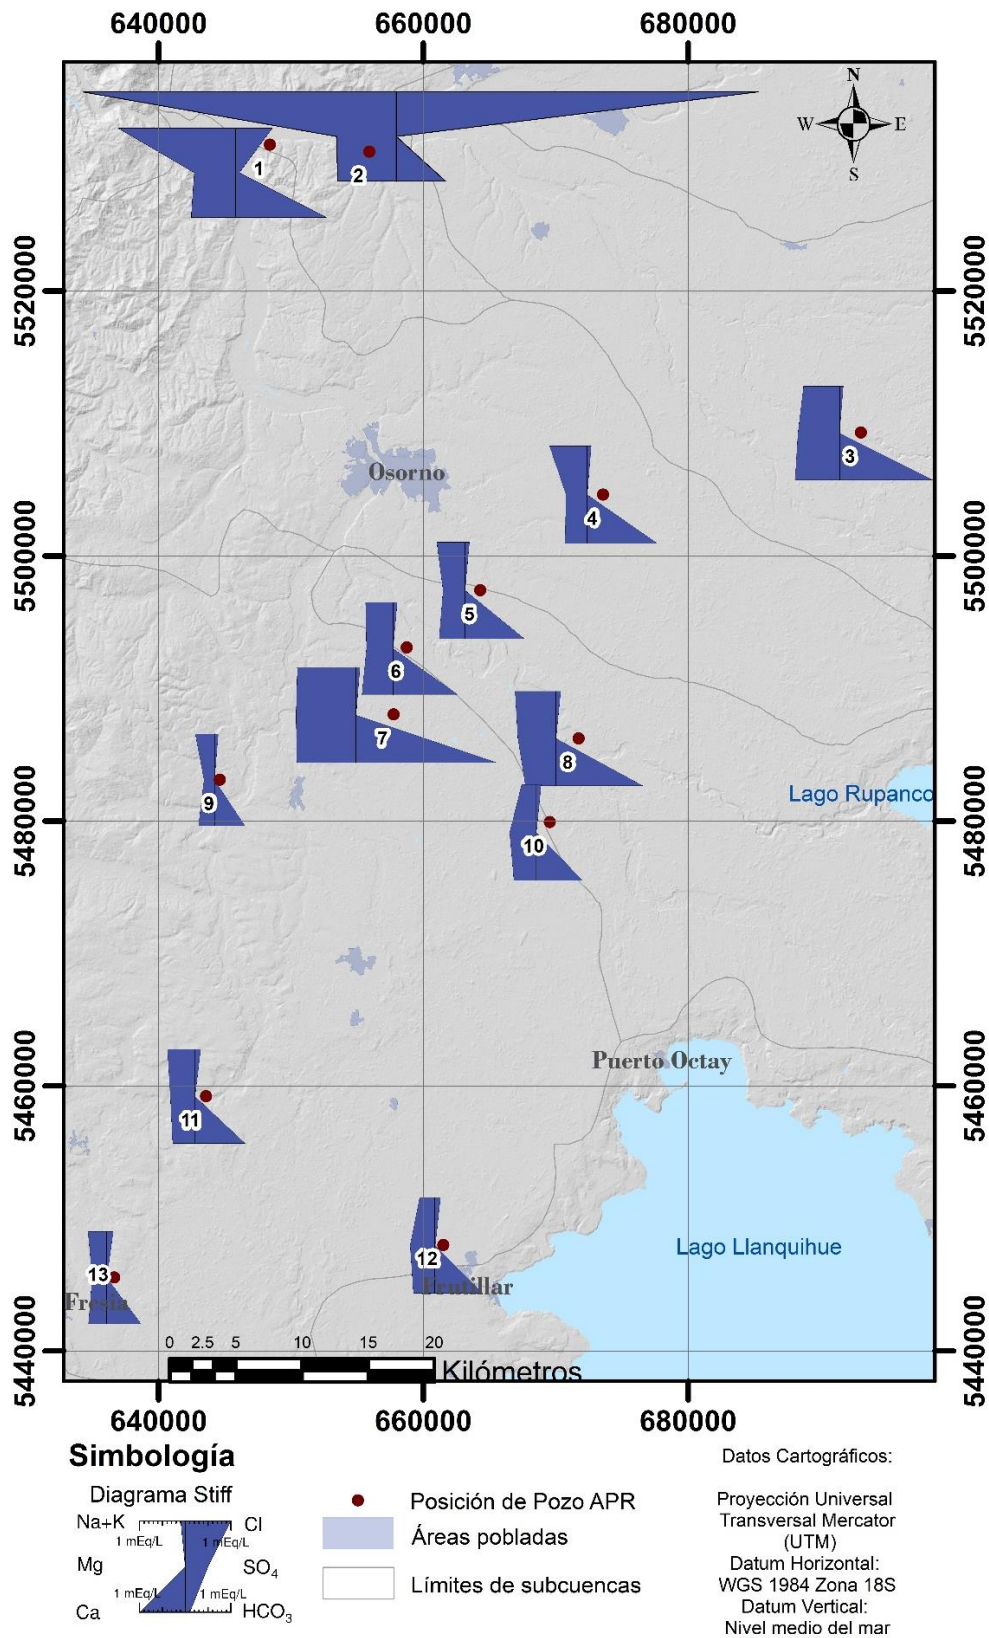 640000 660000 680000
N
W E
S
1
2
5520000 5520000
3
Osorno
4
5500000 5500000
5
6
7
8
Lago Rupanco
9
5480000 5480000
10
Puerto Octay
5460000 5460000
11
Lago Llanquihue
12
Frutillar
13
Fresia
0 2.5 5 10 15 20
Kilómetros
5440000 5440000
640000 660000 680000
Simbología
Diagrama Stiff
Na+K Cl
1 mEq/L 1 mEq/L
Mg SO4
1 mEq/L 1 mEq/L
Ca HCO3
Posición de Pozo APR
Áreas pobladas
Límites de subcuencas
Datos Cartográficos:
Proyección Universal
Transversal Mercator
(UTM)
Datum Horizontal:
WGS 1984 Zona 18S
Datum Vertical:
Nivel medio del mar